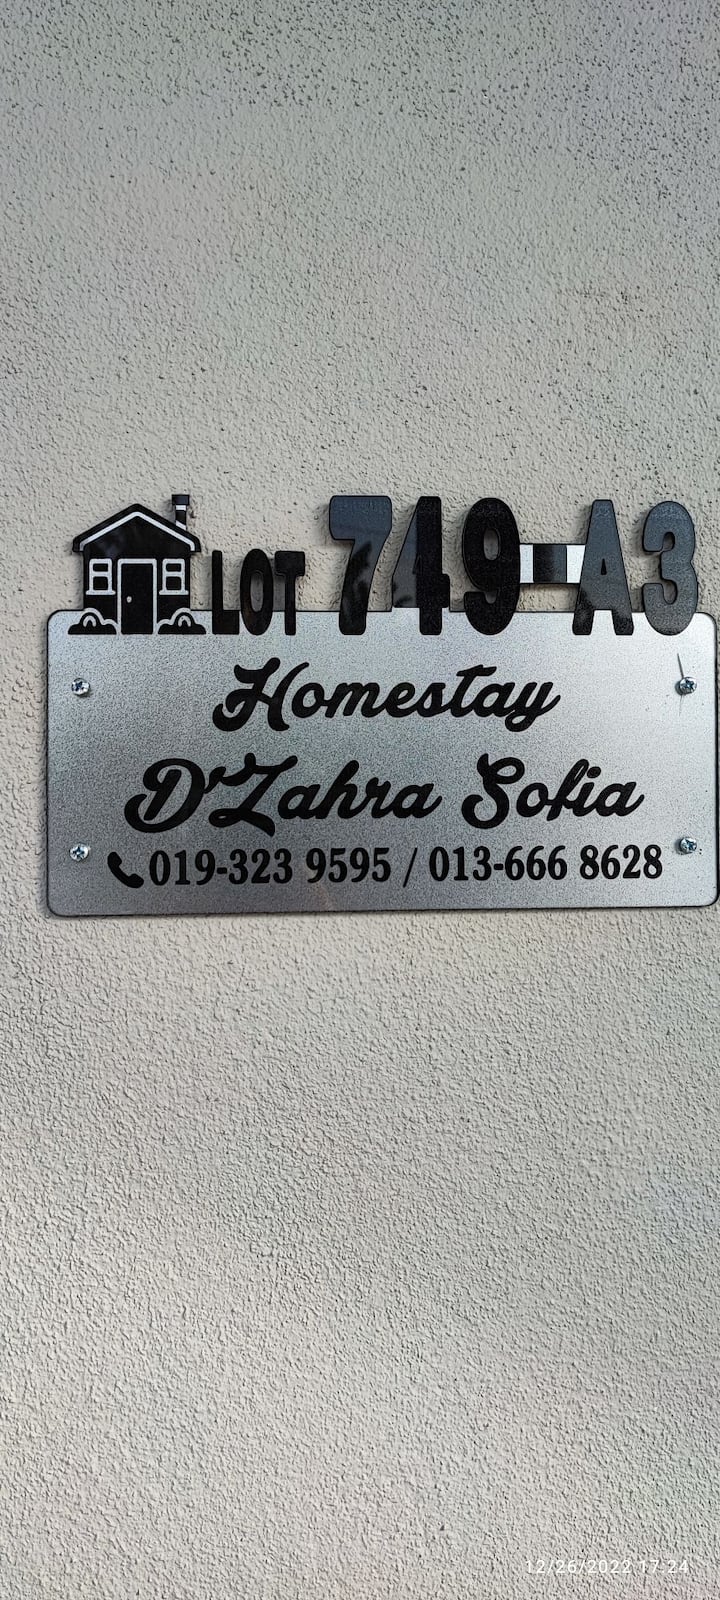 LOT 749-A3
Homestay
D'Zahra Sofia
019-323 9595 / 013-666 8628
12/26/2022 17:24